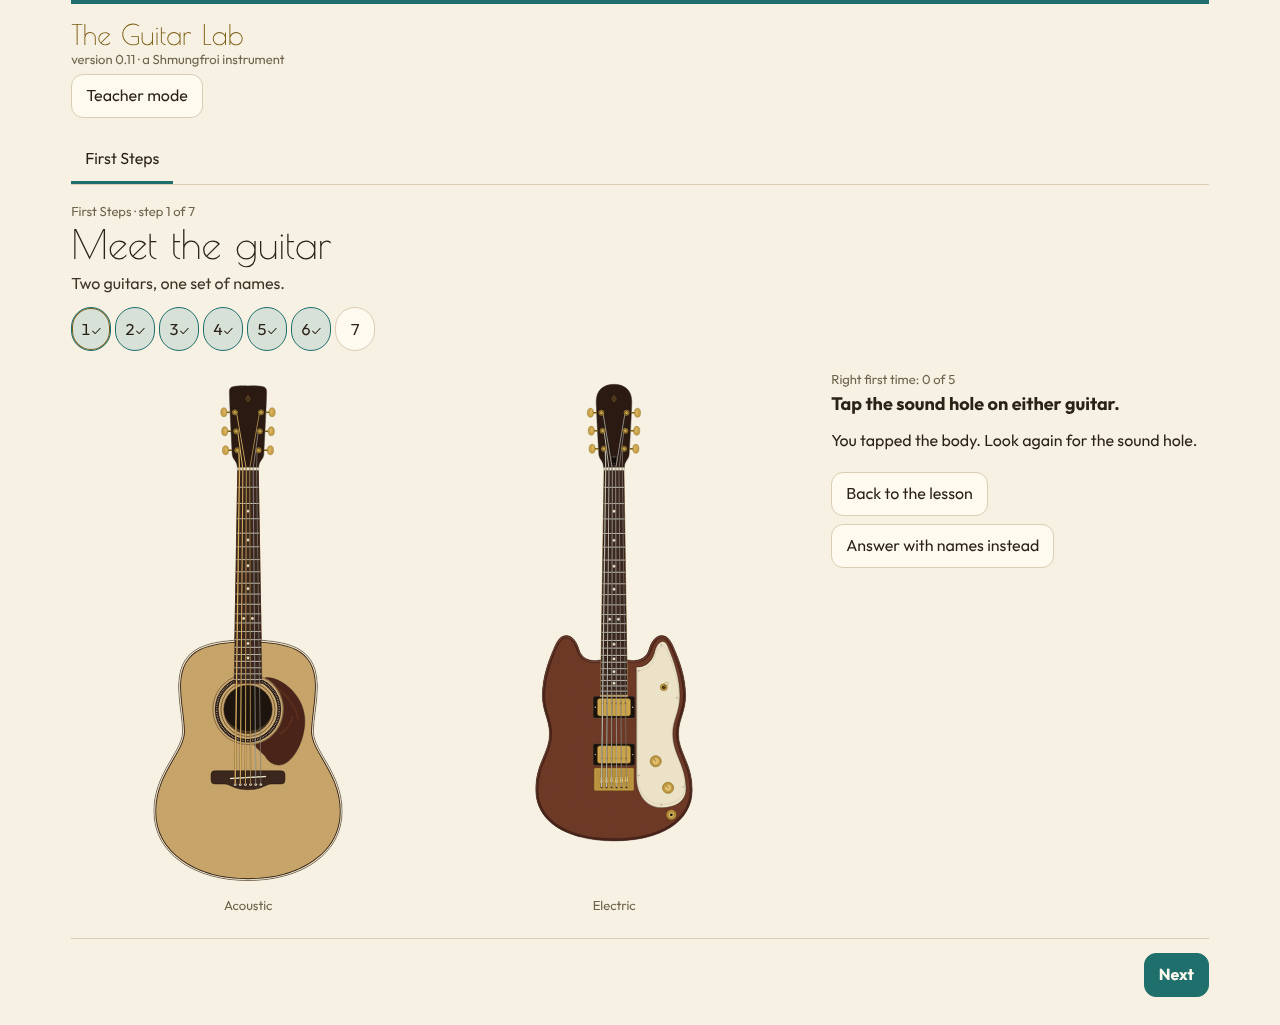 The Guitar Lab
version 0.11 · a Shmungfroi instrument
Teacher mode
First Steps
First Steps · step 1 of 7
Meet the guitar
Two guitars, one set of names.
1✓ 2✓ 3✓ 4✓ 5✓ 6✓ 7
Right first time: 0 of 5
Tap the sound hole on either guitar.
You tapped the body. Look again for the sound hole.
Back to the lesson
Answer with names instead
Acoustic
Electric
Next